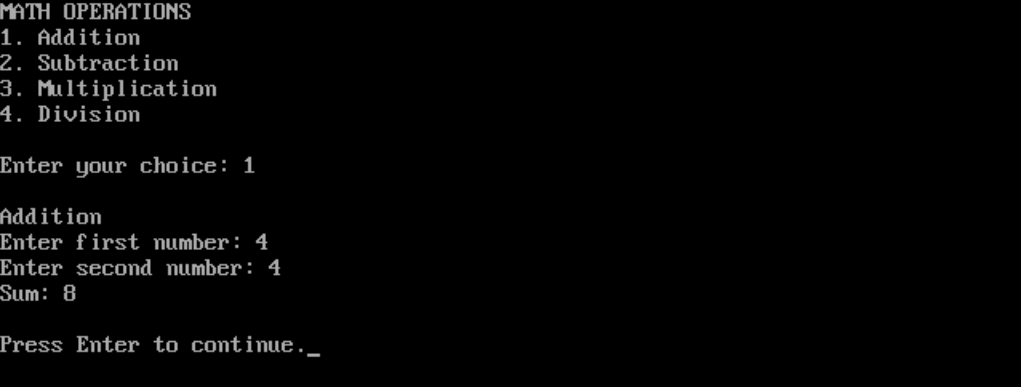 MATH OPERATIONS
1. Addition
2. Subtraction
3. Multiplication
4. Division
Enter your choice: 1
Addition
Enter first number: 4
Enter second number: 4
Sum: 8
Press Enter to continue._